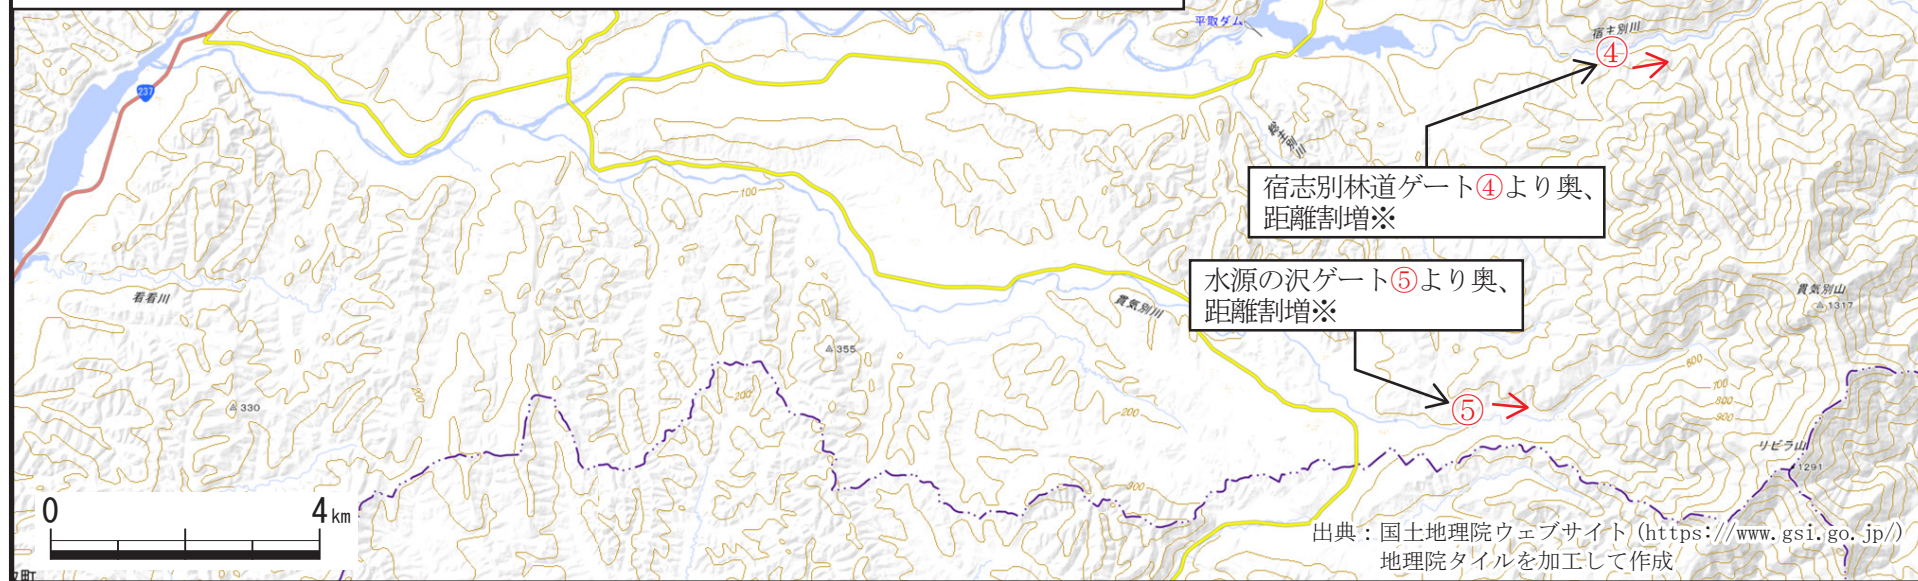 平取ダム
宿主別川
④
237
宿志別林道ゲート④より奥、
距離割増※
100
水源の沢ゲート⑤より奥、
距離割増※
看看川
貫気別川
貫気別山
1317
355
600
700
800
900
330
200
200
200
⑤
リビラ山
1291
300
0
4km
出典：国土地理院ウェブサイト(https://www.gsi.go.jp/)
地理院タイルを加工して作成
町